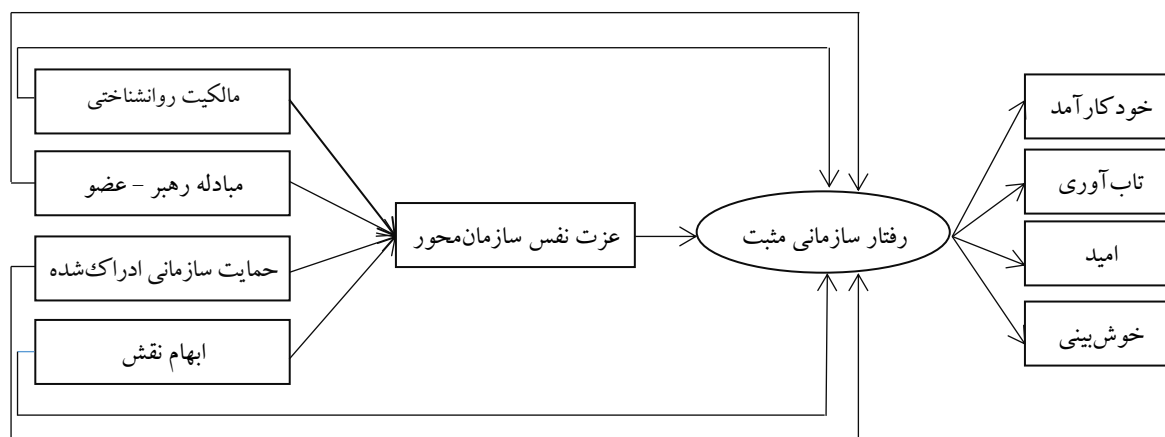 مالکیت روانشناختی
مبادله رهبر – عضو
حمایت سازمانی ادراک‌شده
ابهام نقش
عزت نفس سازمان‌محور
رفتار سازمانی مثبت
خودکارآمد
تاب‌آوری
امید
خوش‌بینی